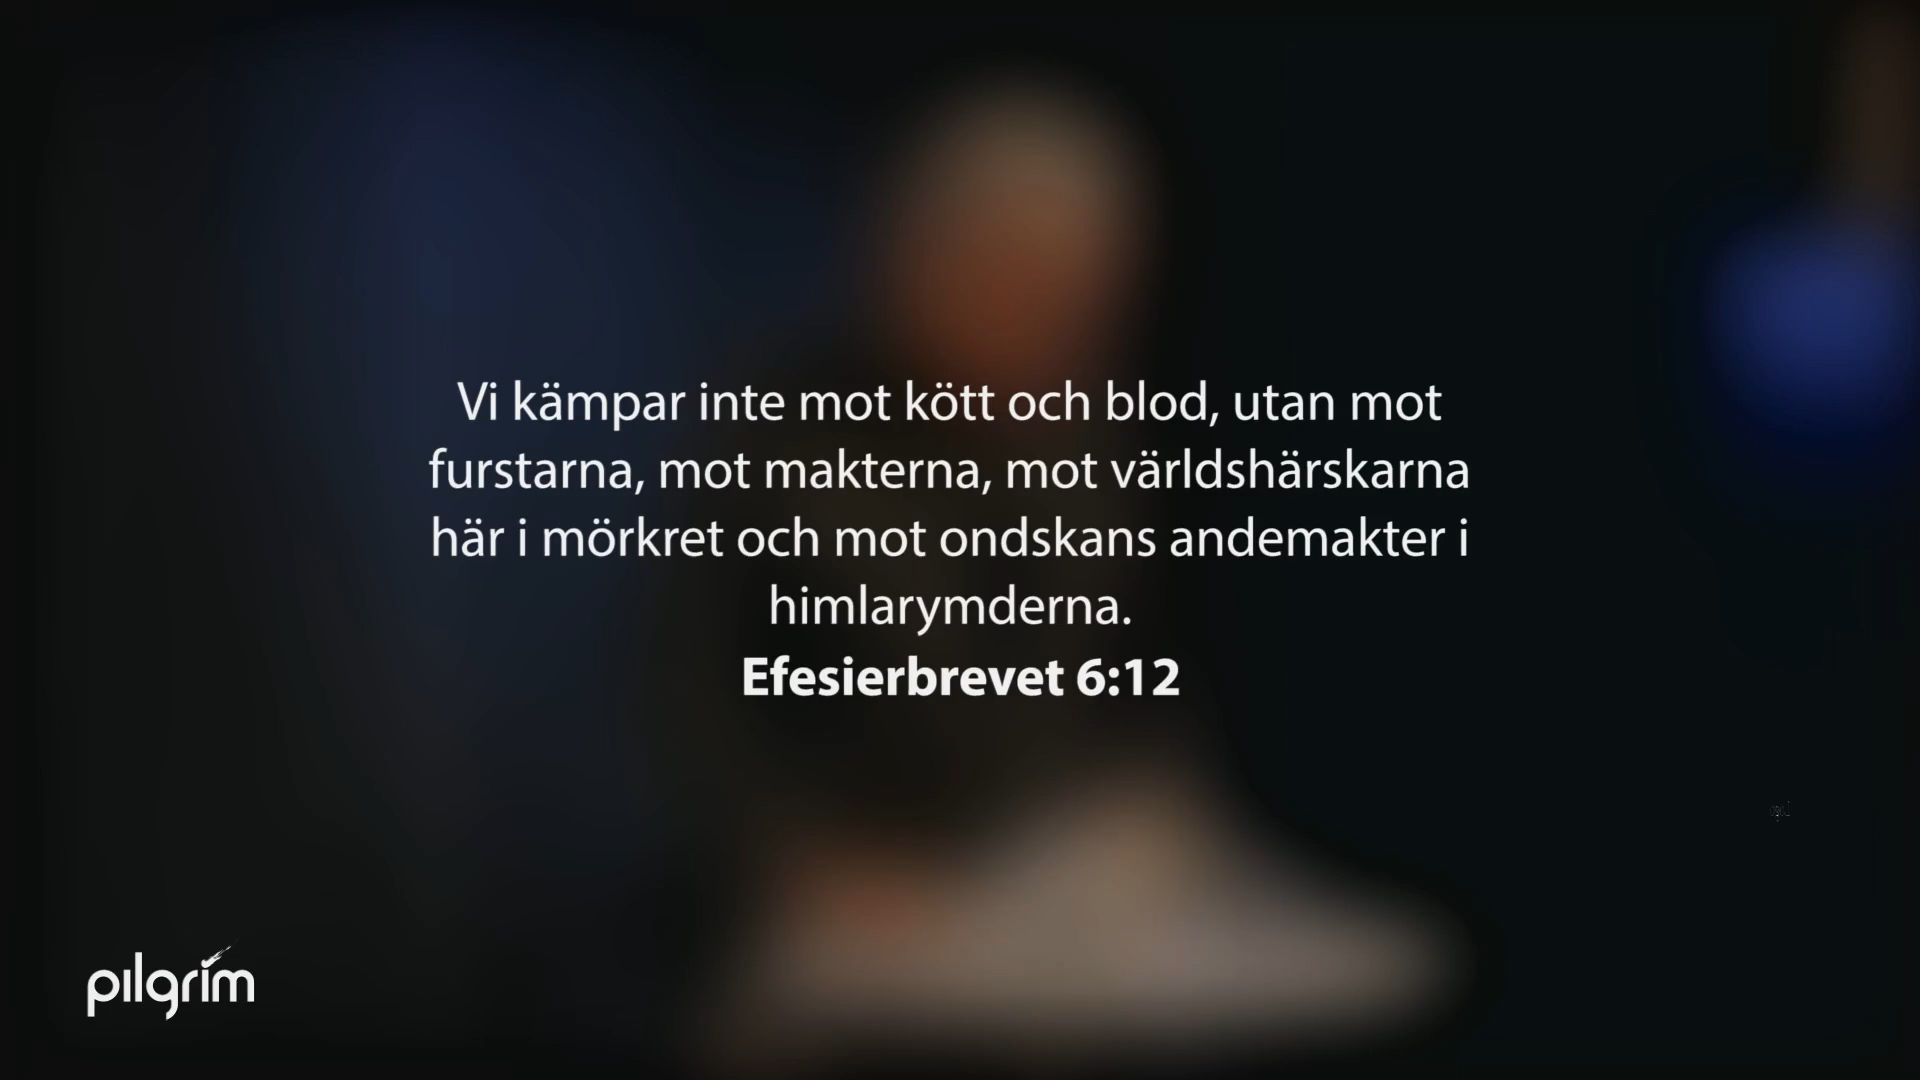 Vi kämpar inte mot kött och blod, utan mot
furstarna, mot makterna, mot världshärskarna
här i mörkret och mot ondskans andemakter i
himlarymderna.
Efesierbrevet 6:12
pilgrim